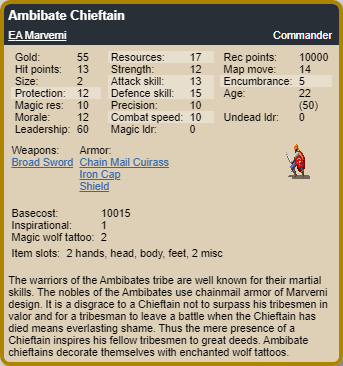 Ambibate Chieftain
EA Marverni Commander
Gold: 55 Resources: 17 Rec points: 10000
Hit points: 13 Strength: 12 Map move: 14
Size: 2 Attack skill: 13 Encumbrance: 5
Protection: 12 Defence skill: 15 Age: 22
Magic res: 10 Precision: 10 (50)
Morale: 12 Combat speed: 10 Undead ldr: 0
Leadership: 60 Magic ldr: 0
Weapons: Armor:
Broad Sword Chain Mail Cuirass
Iron Cap
Shield
Basecost: 10015
Inspirational: 1
Magic wolf tattoo: 2
Item slots: 2 hands, head, body, feet, 2 misc
The warriors of the Ambibates tribe are well known for their martial
skills. The nobles of the Ambibates use chainmail armor of Marverni
design. It is a disgrace to a Chieftain not to surpass his tribesmen in
valor and for a tribesman to leave a battle when the Chieftain has
died means everlasting shame. Thus the mere presence of a
Chieftain inspires his fellow tribesmen to great deeds. Ambibate
chieftains decorate themselves with enchanted wolf tattoos.